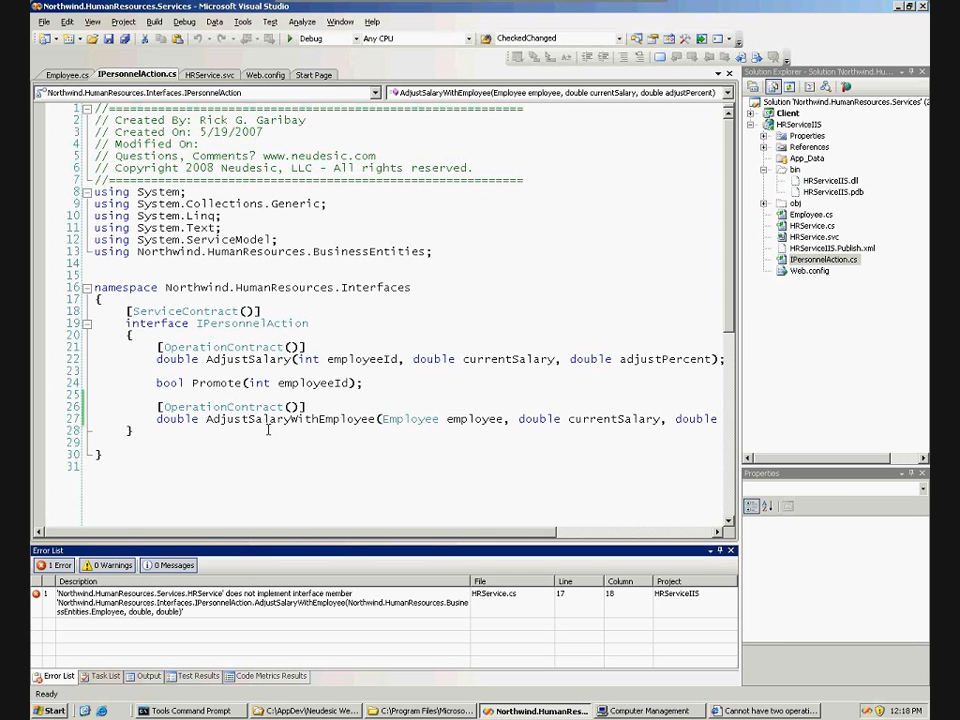 Northwind.HumanResources.Services - Microsoft Visual Studio
File Edit View Project Build Debug Data Tools Test Analyze Window Help
Debug Any CPU CheckedChanged
Employee.cs IPersonnelAction.cs HRService.svc Web.config Start Page
Northwind.HumanResources.Interfaces.IPersonnelAction AdjustSalaryWithEmployee(Employee employee, double currentSalary, double adjustPercent)
1 //=====================================================
2 // Created By: Rick G. Garibay
3 // Created On: 5/19/2007
4 // Modified On:
5 // Questions, Comments? www.neudesic.com
6 // Copyright 2008 Neudesic, LLC - All rights reserved.
7 //=====================================================
8 using System;
9 using System.Collections.Generic;
10 using System.Linq;
11 using System.Text;
12 using System.ServiceModel;
13 using Northwind.HumanResources.BusinessEntities;
14
15
16 namespace Northwind.HumanResources.Interfaces
17 {
18 [ServiceContract()]
19 interface IPersonnelAction
20 {
21 [OperationContract()]
22 double AdjustSalary(int employeeId, double currentSalary, double adjustPercent);
23
24 bool Promote(int employeeId);
25
26 [OperationContract()]
27 double AdjustSalaryWithEmployee(Employee employee, double currentSalary, double
28 }
29
30 }
31
Solution Explorer - Solution 'Northwind.Hu...
Solution 'Northwind.HumanResources.Services' (2
Client
HRServiceIIS
Properties
References
App_Data
bin
HRServiceIIS.dll
HRServiceIIS.pdb
obj
Employee.cs
HRService.cs
HRService.svc
HRServiceIIS.Publish.xml
IPersonnelAction.cs
Web.config
Properties
Error List
1 Error 0 Warnings 0 Messages
Description File Line Column Project
1 'Northwind.HumanResources.Services.HRService' does not implement interface member HRService.cs 17 18 HRServiceIIS
'Northwind.HumanResources.Interfaces.IPersonnelAction.AdjustSalaryWithEmployee(Northwind.HumanResources.Busin
essEntities.Employee, double, double)'
Error List Task List Output Test Results Code Metrics Results
Ready
Start Tools Command Prompt C:\AppDev\Neudesic We... C:\Program Files\Microso... Northwind.HumanRes... Computer Management Cannot have two operati... 12:18 PM